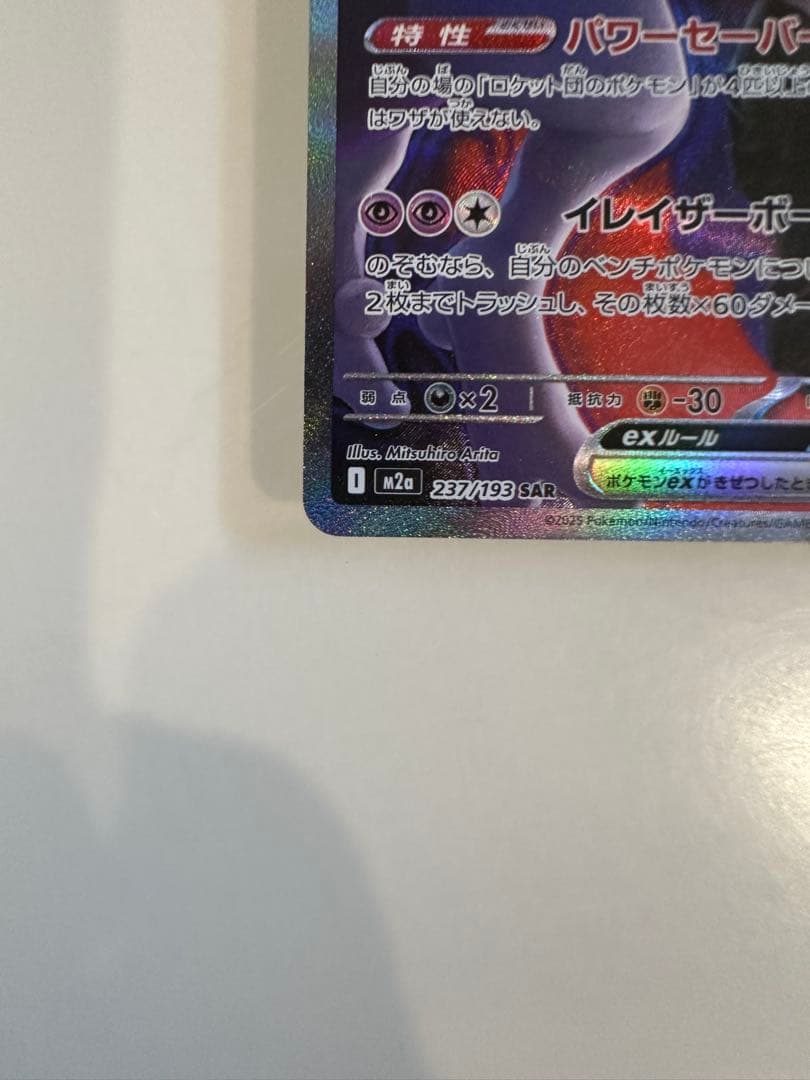 特性 パワーセーバー
自分の場の「ロケット団のポケモン」が4匹以上
はワザが使えない。
イレイザーボー
のぞむなら、自分のベンチポケモンについ
2枚までトラッシュし、その枚数×60ダメー
弱点 ×2 抵抗力 -30
exルール
Illus. Mitsuhiro Arita
ポケモンexがきぜつしたとき
I m2a 237/193 SAR
©2025 Pokémon/Nintendo/Creatures/GAME